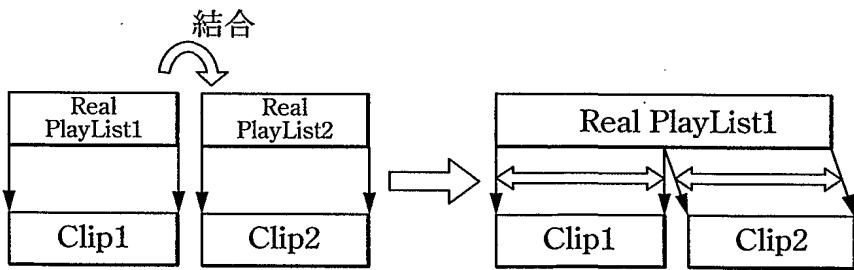 結合
Real
PlayList1
Real
PlayList2
Clip1
Clip2
Real PlayList1
Clip1
Clip2